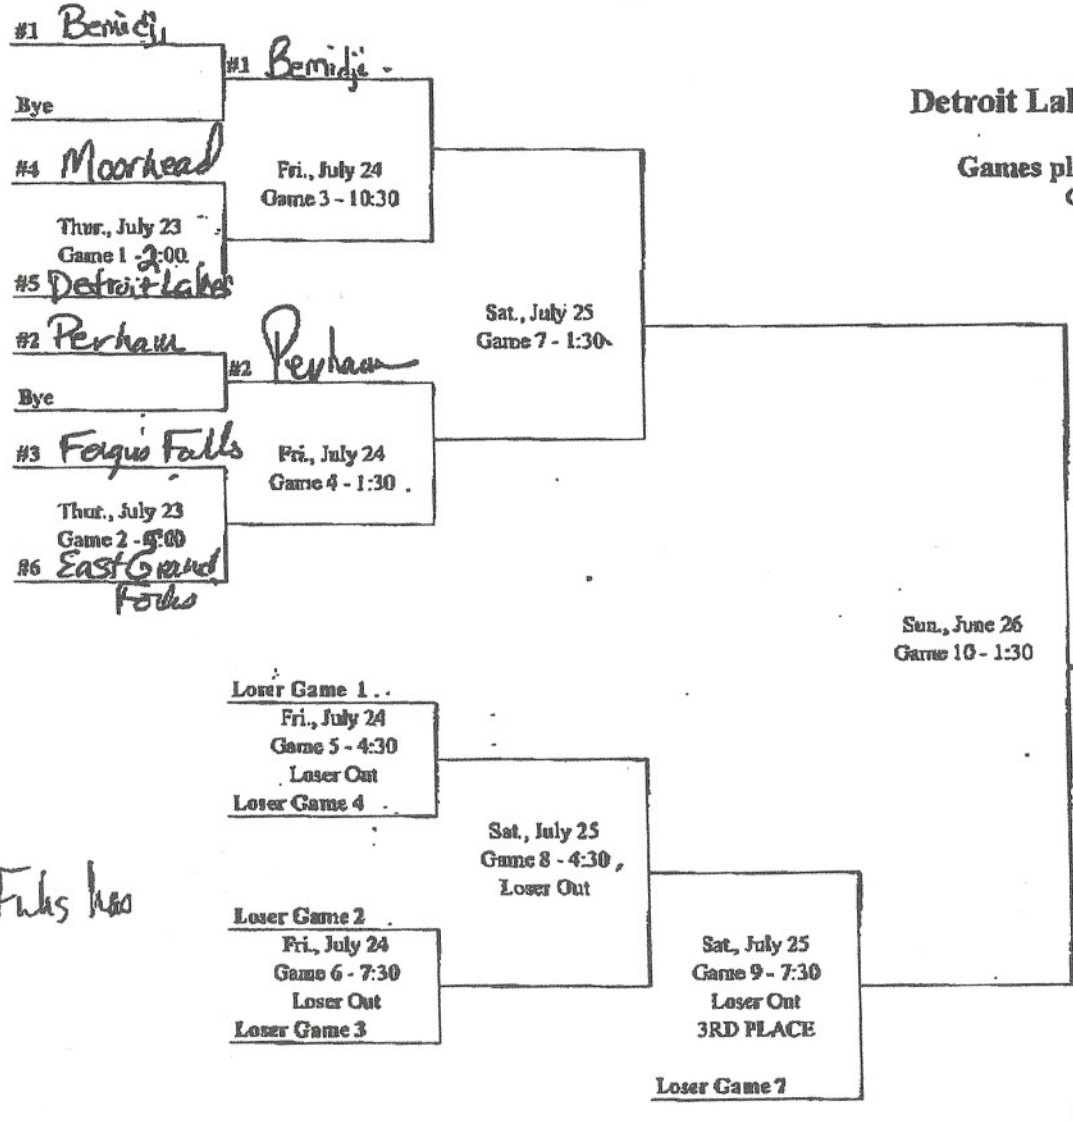 #1 Bemidji
#1 Bemidji
Bye
Detroit
#4 Moorhead
Fri., July 24
Game 3 - 10:30
Games
Thur., July 23
Game 1 - 2:00
#5 Detroit Lakes
Sat., July 25
Game 7 - 1:30
#2 Perham
#2 Perham
Bye
#3 Fergus Falls
Fri., July 24
Game 4 - 1:30
Thur., July 23
Game 2 - 5:00
#6 East Grand
Forks
Sun., June 26
Game 10 - 1:30
Loser Game 1
Fri., July 24
Game 5 - 4:30
Loser Out
Loser Game 4
Sat., July 25
Game 8 - 4:30
Loser Out
has
Loser Game 2
Fri., July 24
Game 6 - 7:30
Loser Out
Loser Game 3
Sat., July 25
Game 9 - 7:30
Loser Out
3RD PLACE
Loser Game 7